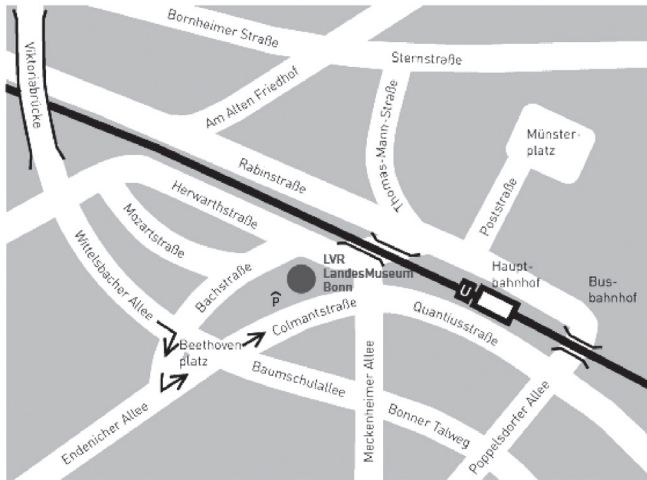 Bornheimer Straße
Sternstraße
Viktoriabrücke
Am Alten Friedhof
Thomas-Mann-Straße
Münster-
platz
Rabinstraße
Poststraße
Herwarthstraße
Mozartstraße
Wittelsbacher Allee
Bachstraße
LVR
LandesMuseum
Bonn
P
Haupt-
bahnhof
Bus-
bahnhof
U
Colmantstraße
Quantiusstraße
Beethoven
platz
Baumschulallee
Meckenheimer Allee
Endenicher Allee
Bonner Talweg
Poppelsdorfer Allee